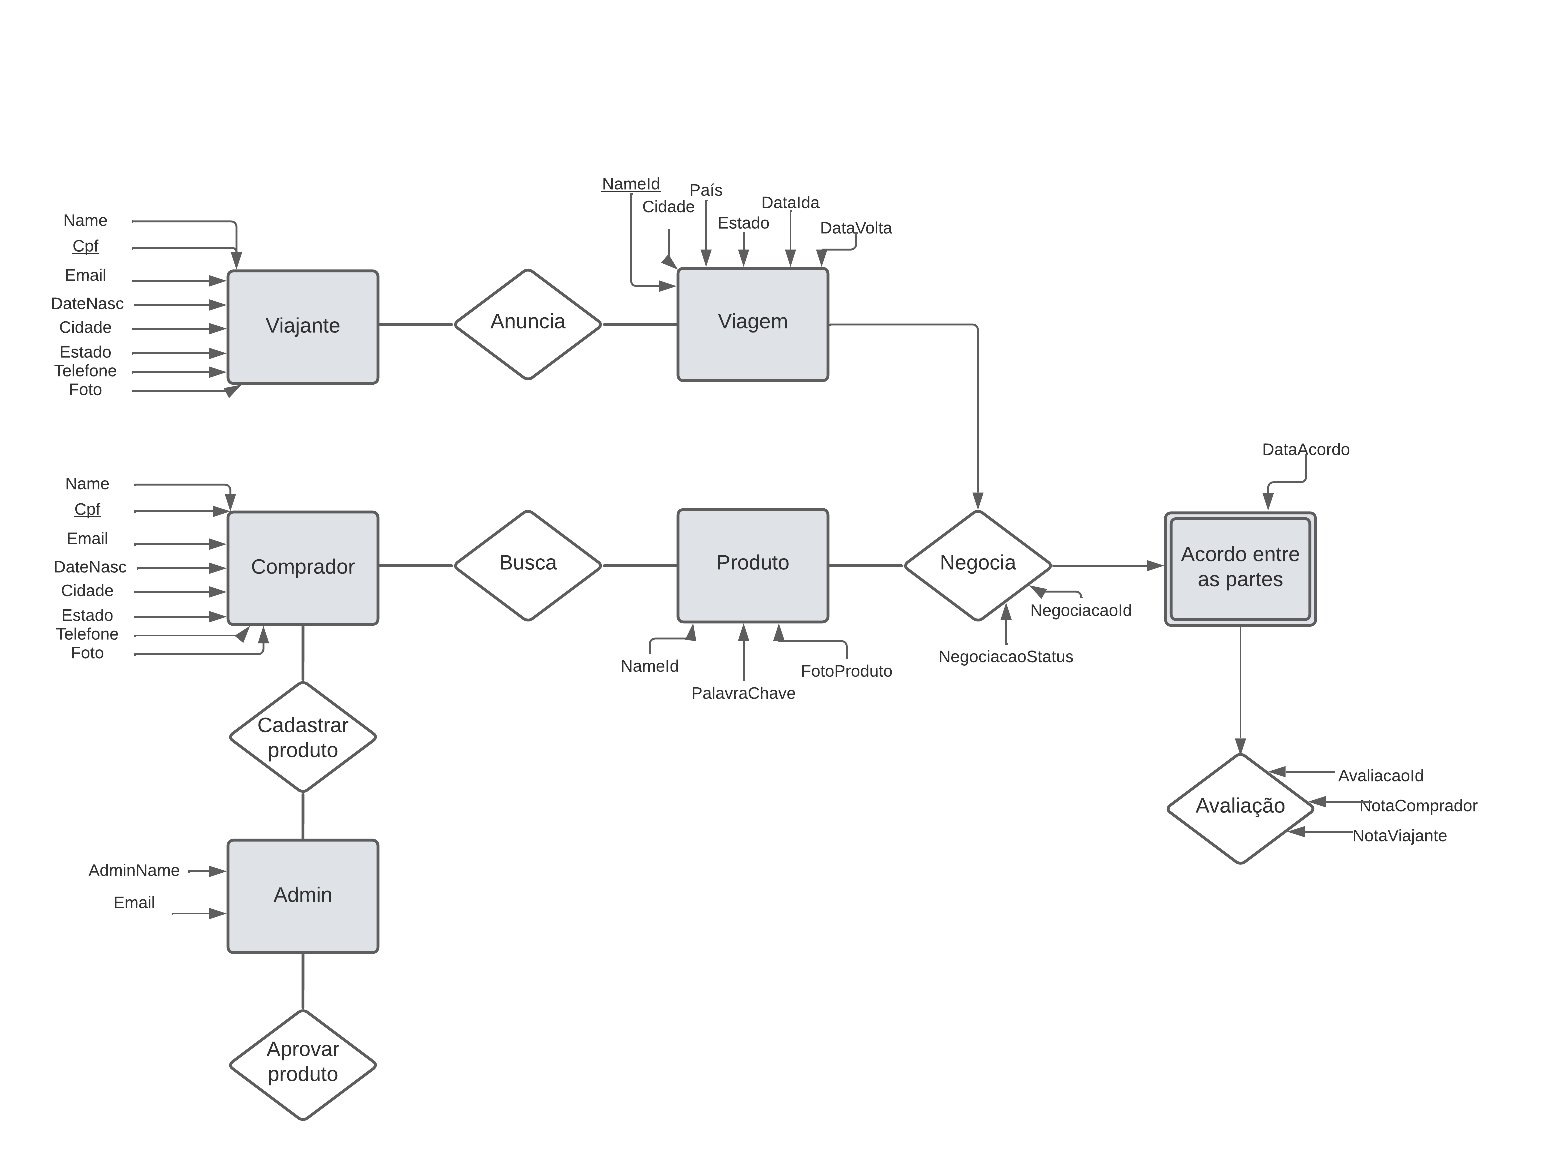 NameId
País
Cidade
DataIda
Estado
DataVolta
Name
Cpf
Email
DateNasc
Cidade
Estado
Telefone
Foto
Viajante
Anuncia
Viagem
DataAcordo
Name
Cpf
Email
DateNasc
Cidade
Estado
Telefone
Foto
Comprador
Busca
Produto
Negocia
Acordo entre
as partes
NegociacaoId
NegociacaoStatus
NameId
FotoProduto
PalavraChave
Cadastrar
produto
AvaliacaoId
Avaliação
NotaComprador
NotaViajante
AdminName
Email
Admin
Aprovar
produto